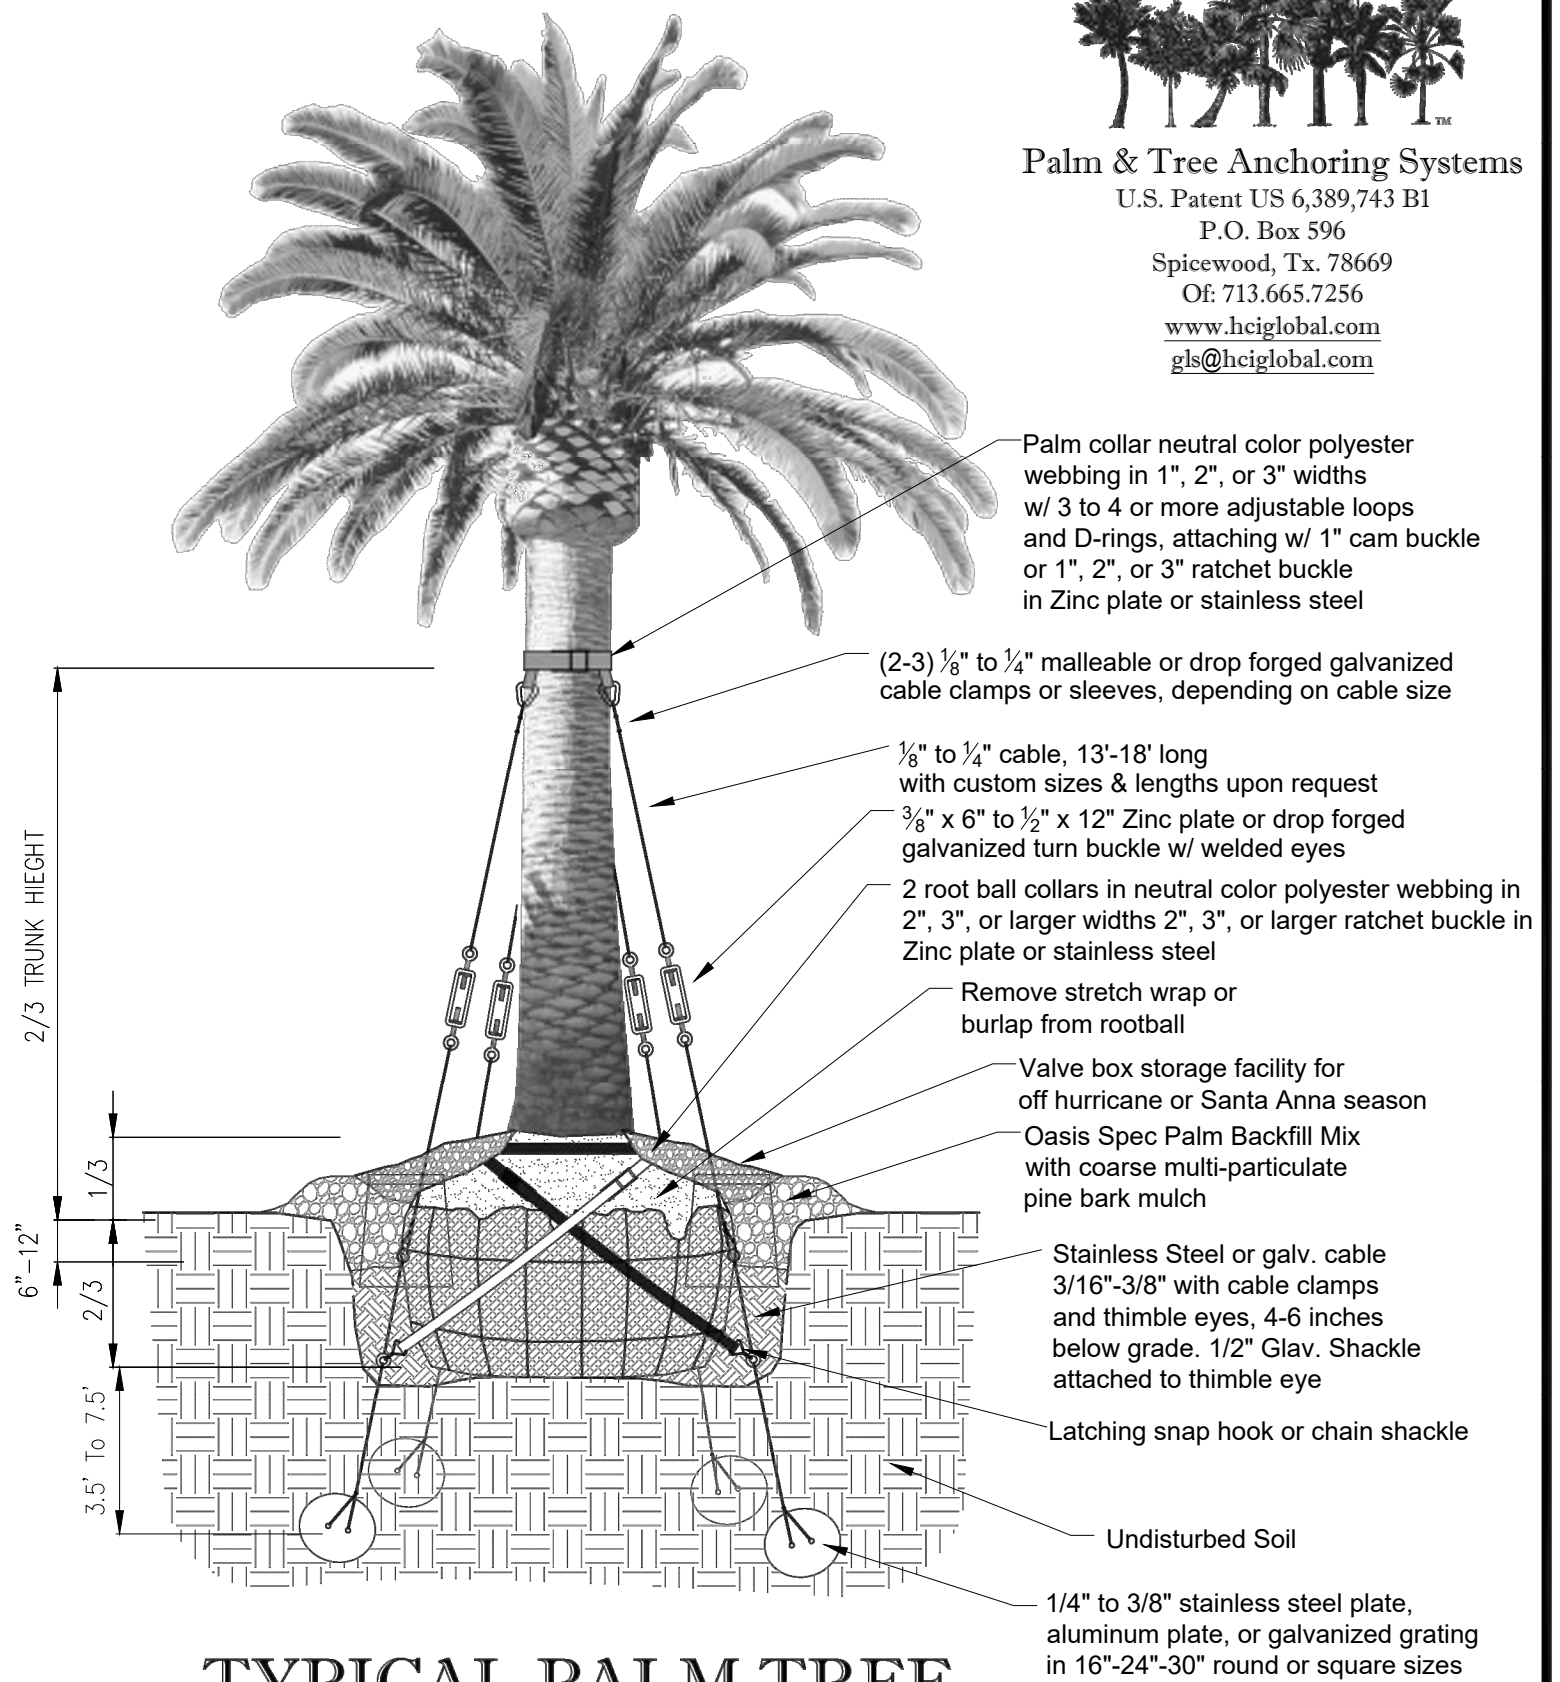 TM
Palm & Tree Anchoring Systems
U.S. Patent US 6,389,743 B1
P.O. Box 596
Spicewood, Tx. 78669
Of: 713.665.7256
www.hciglobal.com
gls@hciglobal.com
Palm collar neutral color polyester
webbing in 1", 2", or 3" widths
w/ 3 to 4 or more adjustable loops
and D-rings, attaching w/ 1" cam buckle
or 1", 2", or 3" ratchet buckle
in Zinc plate or stainless steel
(2-3) 1/8" to 1/4" malleable or drop forged galvanized
cable clamps or sleeves, depending on cable size
1/8" to 1/4" cable, 13'-18' long
with custom sizes & lengths upon request
3/8" x 6" to 1/2" x 12" Zinc plate or drop forged
galvanized turn buckle w/ welded eyes
2 root ball collars in neutral color polyester webbing in
2", 3", or larger widths 2", 3", or larger ratchet buckle in
Zinc plate or stainless steel
Remove stretch wrap or
burlap from rootball
Valve box storage facility for
off hurricane or Santa Anna season
Oasis Spec Palm Backfill Mix
with coarse multi-particulate
pine bark mulch
Stainless Steel or galv. cable
3/16"-3/8" with cable clamps
and thimble eyes, 4-6 inches
below grade. 1/2" Glav. Shackle
attached to thimble eye
Latching snap hook or chain shackle
Undisturbed Soil
1/4" to 3/8" stainless steel plate,
aluminum plate, or galvanized grating
in 16"-24"-30" round or square sizes
2/3 TRUNK HIEGHT
1/3
6"-12"
2/3
3.5' To 7.5'
TYPICAL PALM TREE